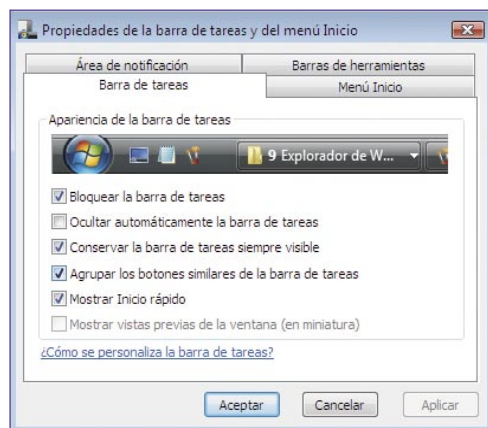 Propiedades de la barra de tareas y del menú Inicio
Área de notificación
Barras de herramientas
Barra de tareas
Menú Inicio
Apariencia de la barra de tareas
9 Explorador de W...
Bloquear la barra de tareas
Ocultar automáticamente la barra de tareas
Conservar la barra de tareas siempre visible
Agrupar los botones similares de la barra de tareas
Mostrar Inicio rápido
Mostrar vistas previas de la ventana (en miniatura)
¿Cómo se personaliza la barra de tareas?
Aceptar
Cancelar
Aplicar